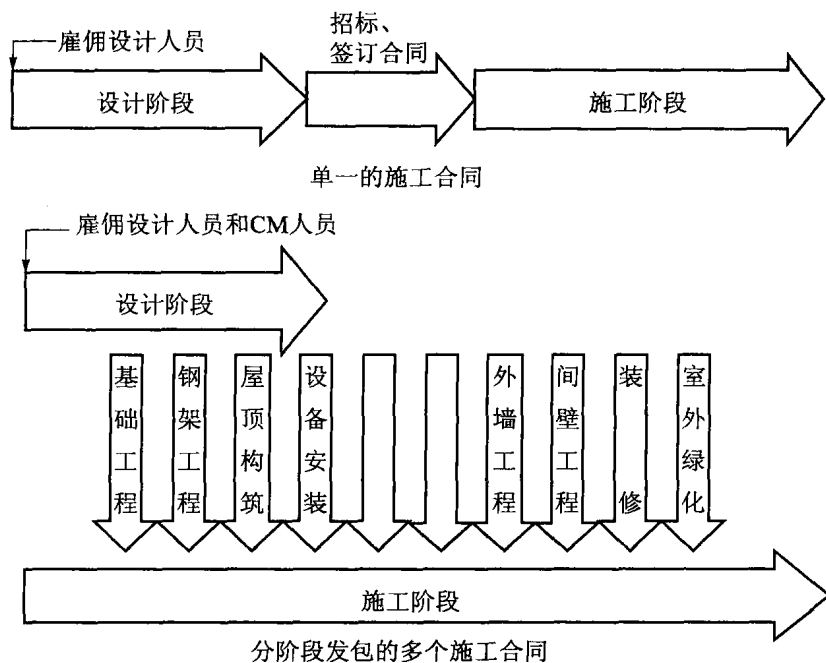 雇佣设计人员
招标、
签订合同
设计阶段
施工阶段
单一的施工合同
雇佣设计人员和CM人员
设计阶段
基础工程
钢架工程
屋顶构筑
设备安装
外墙工程
间壁工程
装修
室外绿化
施工阶段
分阶段发包的多个施工合同